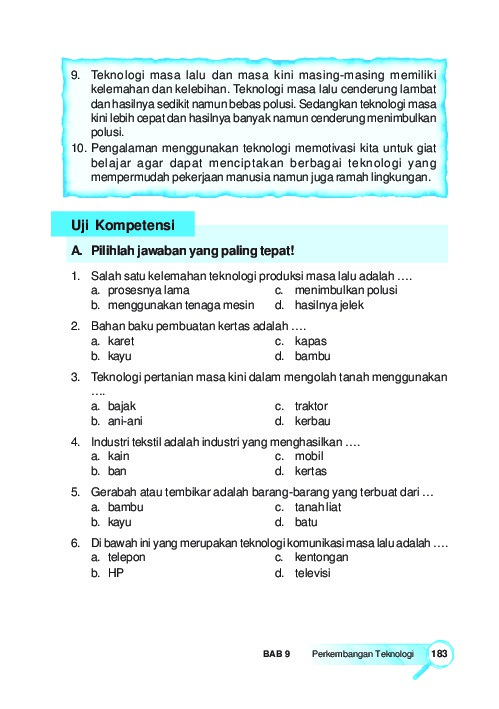 9. Teknologi masa lalu dan masa kini masing-masing memiliki
kelemahan dan kelebihan. Teknologi masa lalu cenderung lambat
dan hasilnya sedikit namun bebas polusi. Sedangkan teknologi masa
kini lebih cepat dan hasilnya banyak namun cenderung menimbulkan
polusi.
10. Pengalaman menggunakan teknologi memotivasi kita untuk giat
belajar agar dapat menciptakan berbagai teknologi yang
mempermudah pekerjaan manusia namun juga ramah lingkungan.
Uji Kompetensi
A. Pilihlah jawaban yang paling tepat!
1. Salah satu kelemahan teknologi produksi masa lalu adalah ….
a. prosesnya lama c. menimbulkan polusi
b. menggunakan tenaga mesin d. hasilnya jelek
2. Bahan baku pembuatan kertas adalah ….
a. karet c. kapas
b. kayu d. bambu
3. Teknologi pertanian masa kini dalam mengolah tanah menggunakan
….
a. bajak c. traktor
b. ani-ani d. kerbau
4. Industri tekstil adalah industri yang menghasilkan ….
a. kain c. mobil
b. ban d. kertas
5. Gerabah atau tembikar adalah barang-barang yang terbuat dari …
a. bambu c. tanah liat
b. kayu d. batu
6. Di bawah ini yang merupakan teknologi komunikasi masa lalu adalah ….
a. telepon c. kentongan
b. HP d. televisi
BAB 9 Perkembangan Teknologi 183